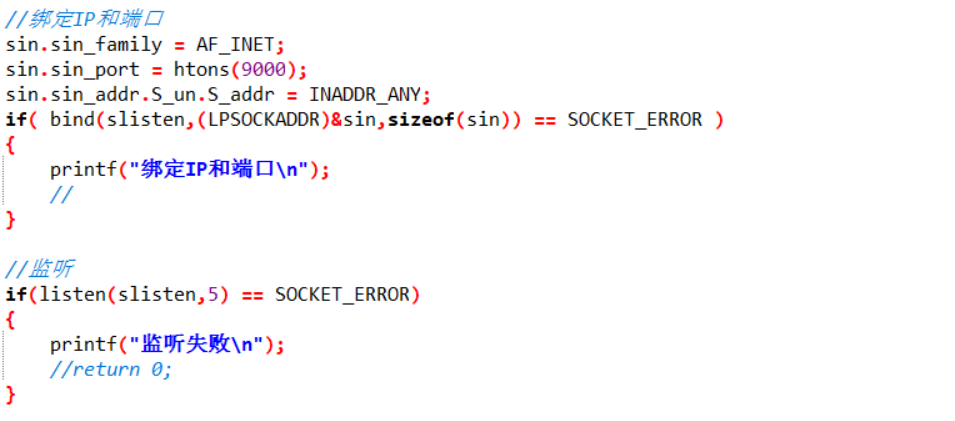 //绑定IP和端口
sin.sin_family = AF_INET;
sin.sin_port = htons(9000);
sin.sin_addr.S_un.S_addr = INADDR_ANY;
if( bind(slisten,(LPSOCKADDR)&sin,sizeof(sin)) == SOCKET_ERROR )
{
    printf("绑定IP和端口\n");
    //
}
//监听
if(listen(slisten,5) == SOCKET_ERROR)
{
    printf("监听失败\n");
    //return 0;
}